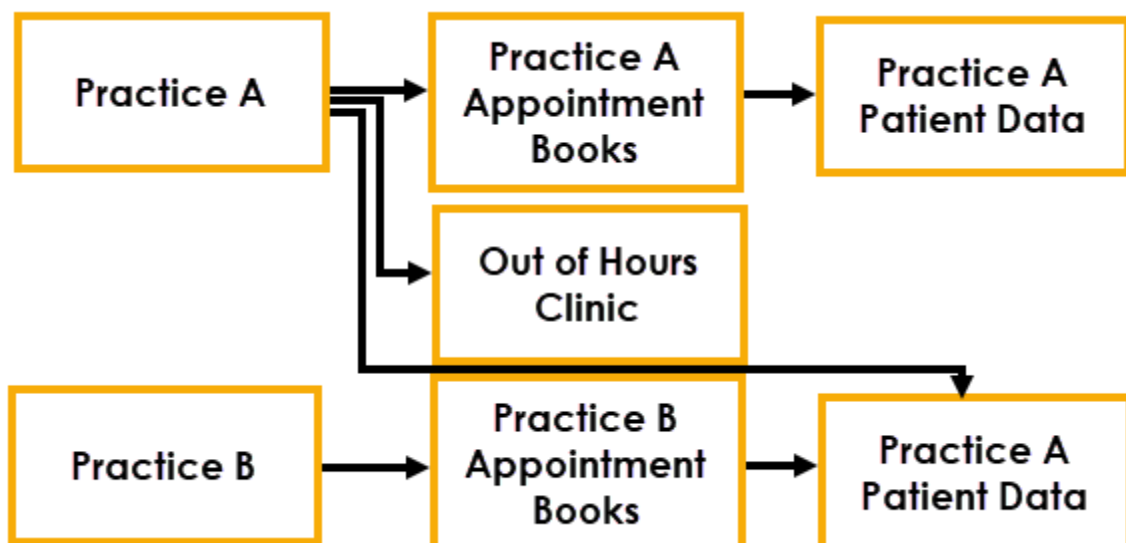 Practice A
Practice A
Appointment
Books
Practice A
Patient Data
Out of Hours
Clinic
Practice B
Practice B
Appointment
Books
Practice A
Patient Data